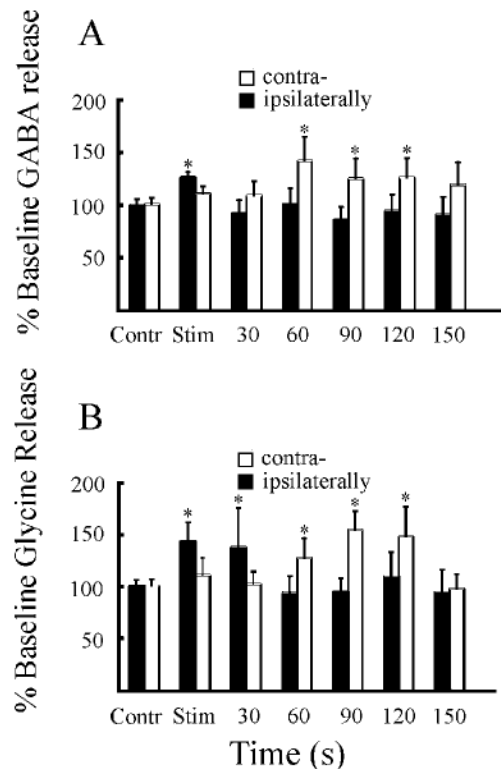 A
% Baseline GABA release
contra-
ipsilaterally
200
150
100
50
* * * *
Contr Stim 30 60 90 120 150
B
% Baseline Glycine Release
contra-
ipsilaterally
200
150
100
50
* * * * *
Contr Stim 30 60 90 120 150
Time (s)